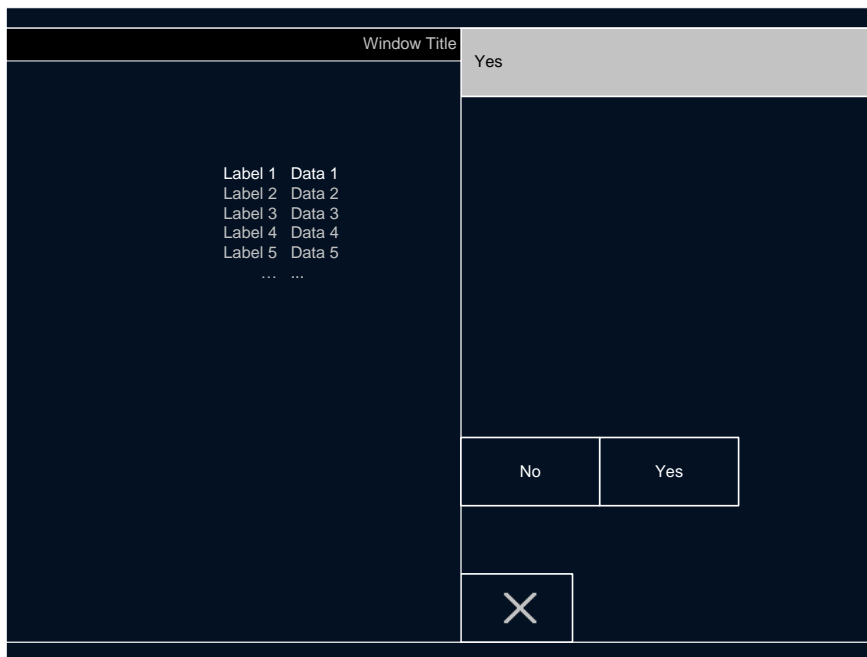 Window Title
Yes
Label 1 Data 1
Label 2 Data 2
Label 3 Data 3
Label 4 Data 4
Label 5 Data 5
… ...
No Yes